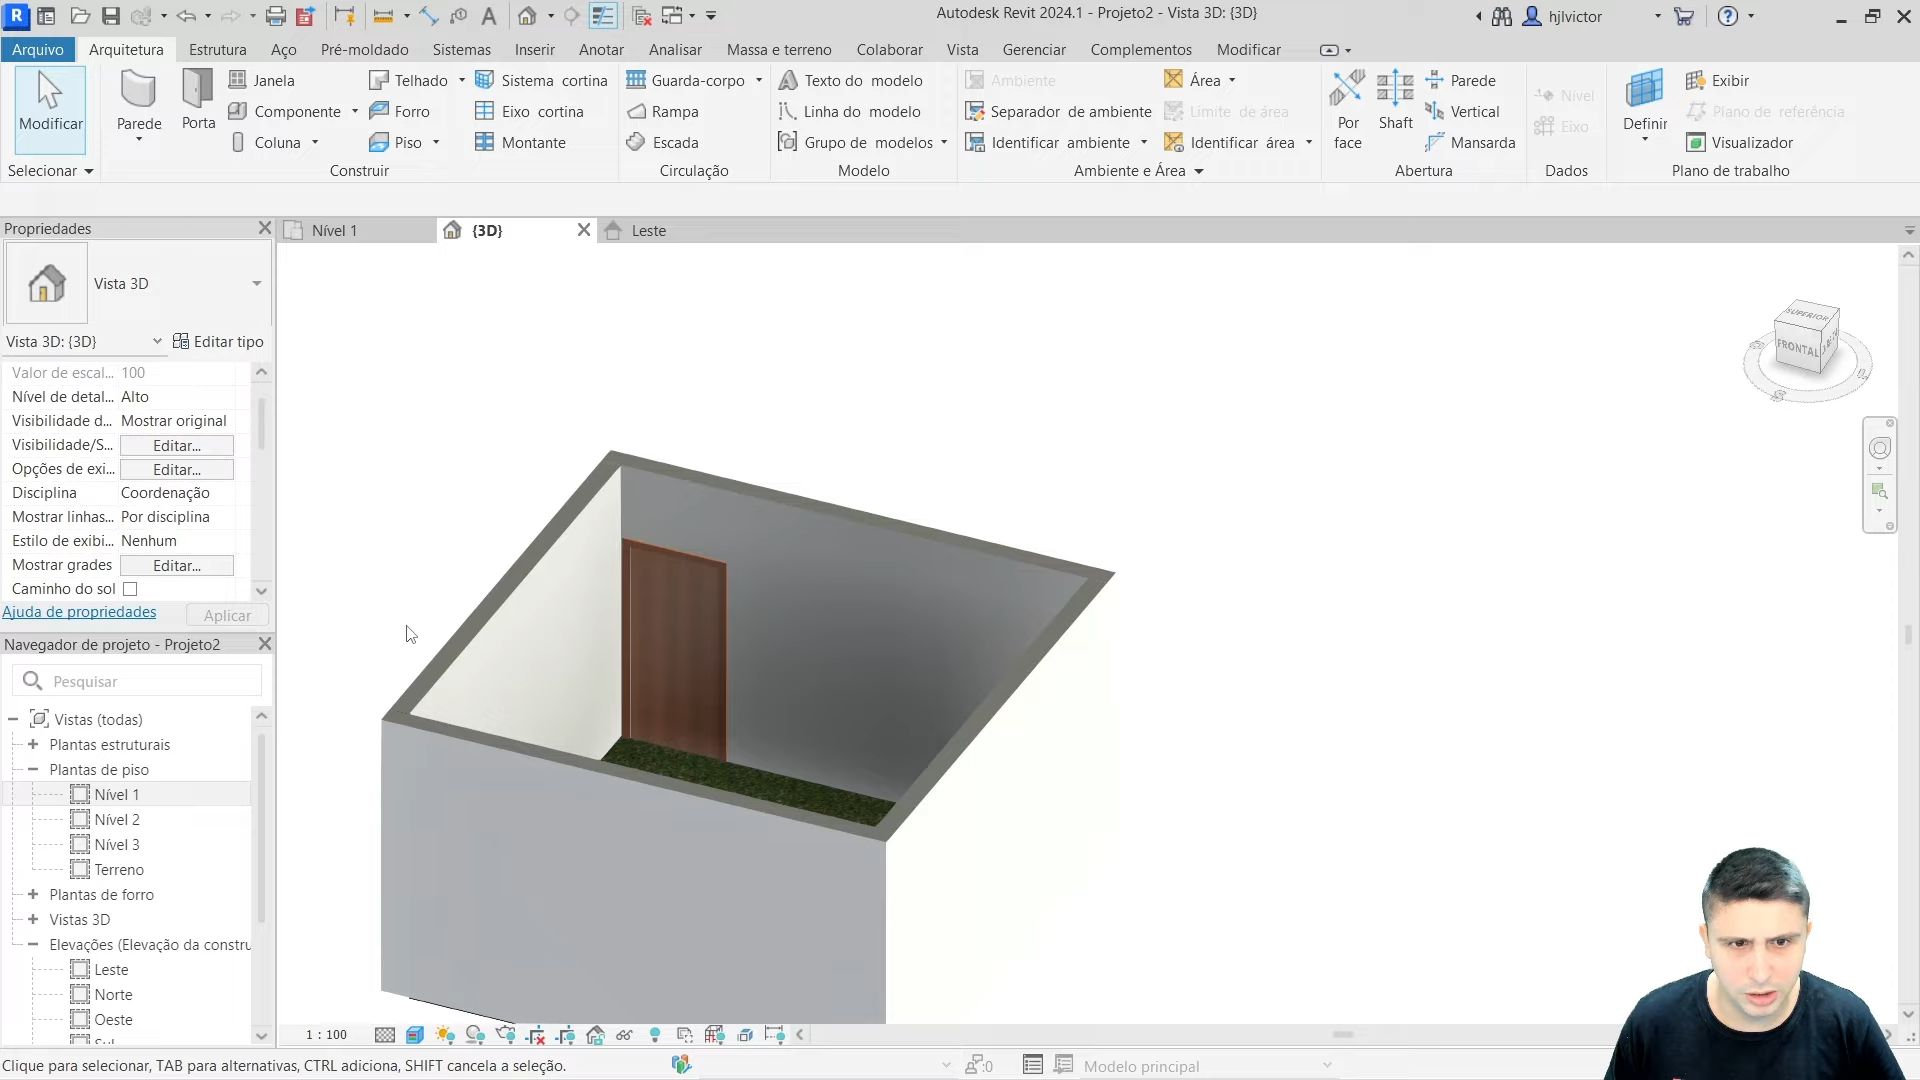 Autodesk Revit 2024.1 - Projeto2 - Vista 3D: {3D}
hjlvictor
Arquivo Arquitetura Estrutura Aço Pré-moldado Sistemas Inserir Anotar Analisar Massa e terreno Colaborar Vista Gerenciar Complementos Modificar
Modificar
Selecionar
Parede
Porta
Janela
Componente
Coluna
Telhado
Forro
Piso
Sistema cortina
Eixo cortina
Montante
Construir
Guarda-corpo
Rampa
Escada
Circulação
Texto do modelo
Linha do modelo
Grupo de modelos
Modelo
Ambiente
Separador de ambiente
Identificar ambiente
Área
Limite de área
Identificar área
Ambiente e Área
Por
face
Shaft
Parede
Vertical
Mansarda
Abertura
Nível
Eixo
Dados
Definir
Exibir
Plano de referência
Visualizador
Plano de trabalho
Propriedades
Vista 3D
Vista 3D: {3D}
Editar tipo
Valor de escal... 100
Nível de detal... Alto
Visibilidade d... Mostrar original
Visibilidade/S... Editar...
Opções de exi... Editar...
Disciplina Coordenação
Mostrar linhas... Por disciplina
Estilo de exibi... Nenhum
Mostrar grades Editar...
Caminho do sol
Ajuda de propriedades Aplicar
Navegador de projeto - Projeto2
Pesquisar
Vistas (todas)
Plantas estruturais
Plantas de piso
Nível 1
Nível 2
Nível 3
Terreno
Plantas de forro
Vistas 3D
Elevações (Elevação da constru
Leste
Norte
Oeste
Nível 1
{3D}
Leste
SUPERIOR
FRONTAL
1 : 100
Clique para selecionar, TAB para alternativas, CTRL adiciona, SHIFT cancela a seleção.
:0
Modelo principal